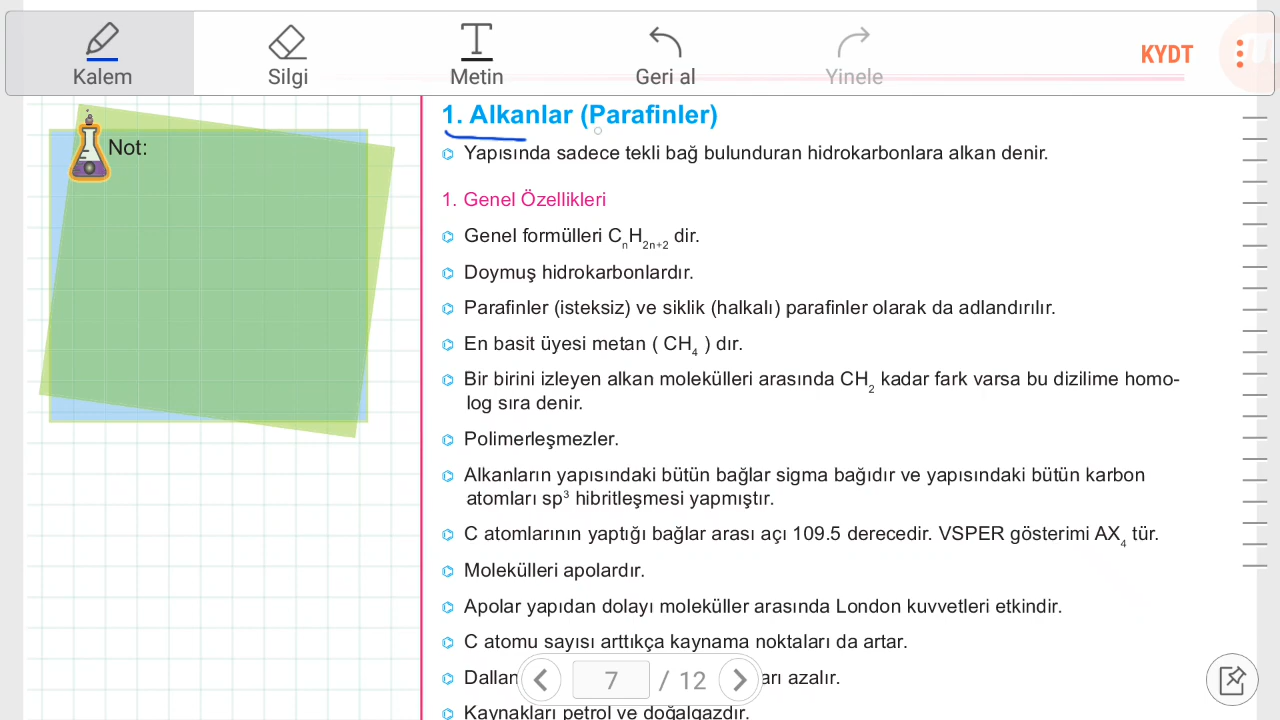 Kalem
Silgi
Metin
Geri al
Yinele
KYDT
Not:
1. Alkanlar (Parafinler)
Yapısında sadece tekli bağ bulunduran hidrokarbonlara alkan denir.
1. Genel Özellikleri
Genel formülleri CₙH₂ₙ₊₂ dir.
Doymuş hidrokarbonlardır.
Parafinler (isteksiz) ve siklik (halkalı) parafinler olarak da adlandırılır.
En basit üyesi metan ( CH₄ ) dır.
Bir birini izleyen alkan molekülleri arasında CH₂ kadar fark varsa bu dizilime homo-
log sıra denir.
Polimerleşmezler.
Alkanların yapısındaki bütün bağlar sigma bağıdır ve yapısındaki bütün karbon
atomları sp³ hibritleşmesi yapmıştır.
C atomlarının yaptığı bağlar arası açı 109.5 derecedir. VSPER gösterimi AX₄ tür.
Molekülleri apolardır.
Apolar yapıdan dolayı moleküller arasında London kuvvetleri etkindir.
C atomu sayısı arttıkça kaynama noktaları da artar.
azalır.
Kaynakları petrol ve doğalgazdır.
7 / 12